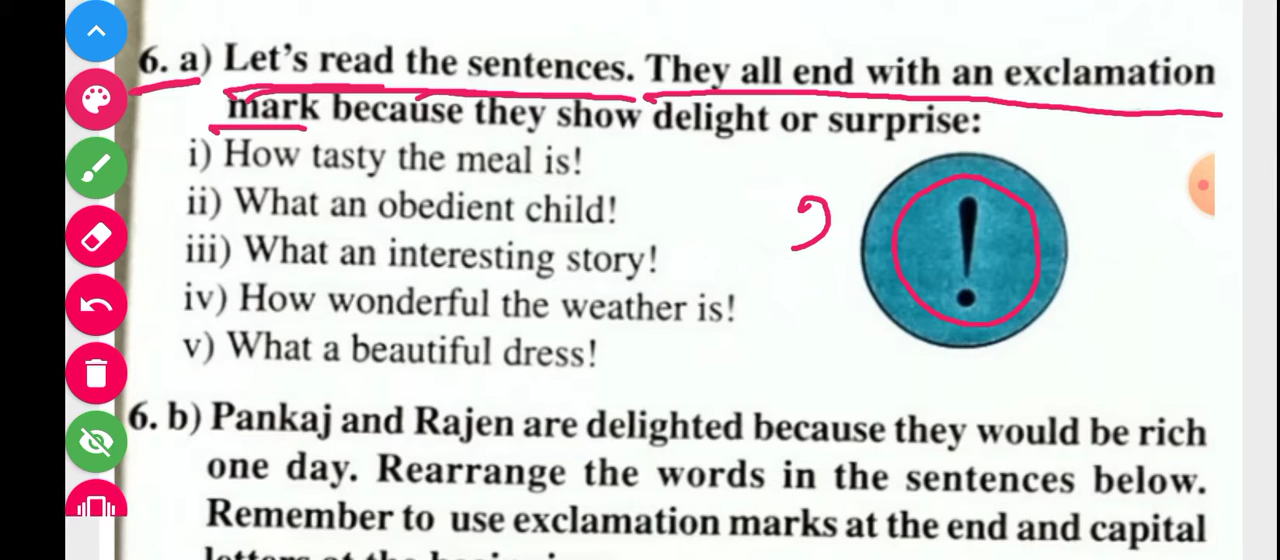 6. a) Let's read the sentences. They all end with an exclamation
mark because they show delight or surprise:
i) How tasty the meal is!
ii) What an obedient child!
iii) What an interesting story!
iv) How wonderful the weather is!
v) What a beautiful dress!
!
6. b) Pankaj and Rajen are delighted because they would be rich
one day. Rearrange the words in the sentences below.
Remember to use exclamation marks at the end and capital
letters at the